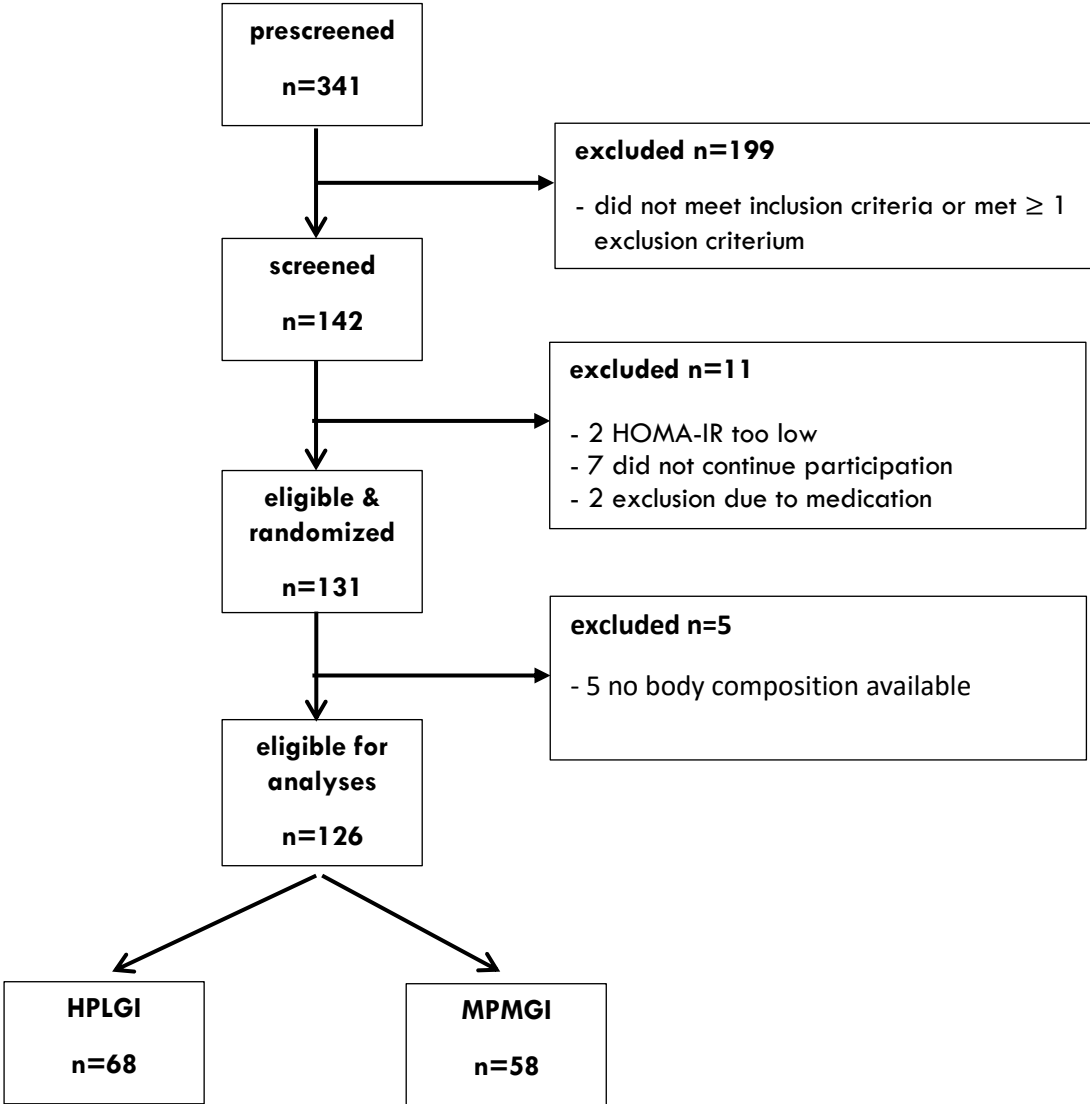 prescreened
n=341
excluded n=199
- did not meet inclusion criteria or met ≥ 1
exclusion criterium
screened
n=142
excluded n=11
- 2 HOMA-IR too low
- 7 did not continue participation
- 2 exclusion due to medication
eligible &
randomized
n=131
excluded n=5
- 5 no body composition available
eligible for
analyses
n=126
HPLGI
n=68
MPMGI
n=58